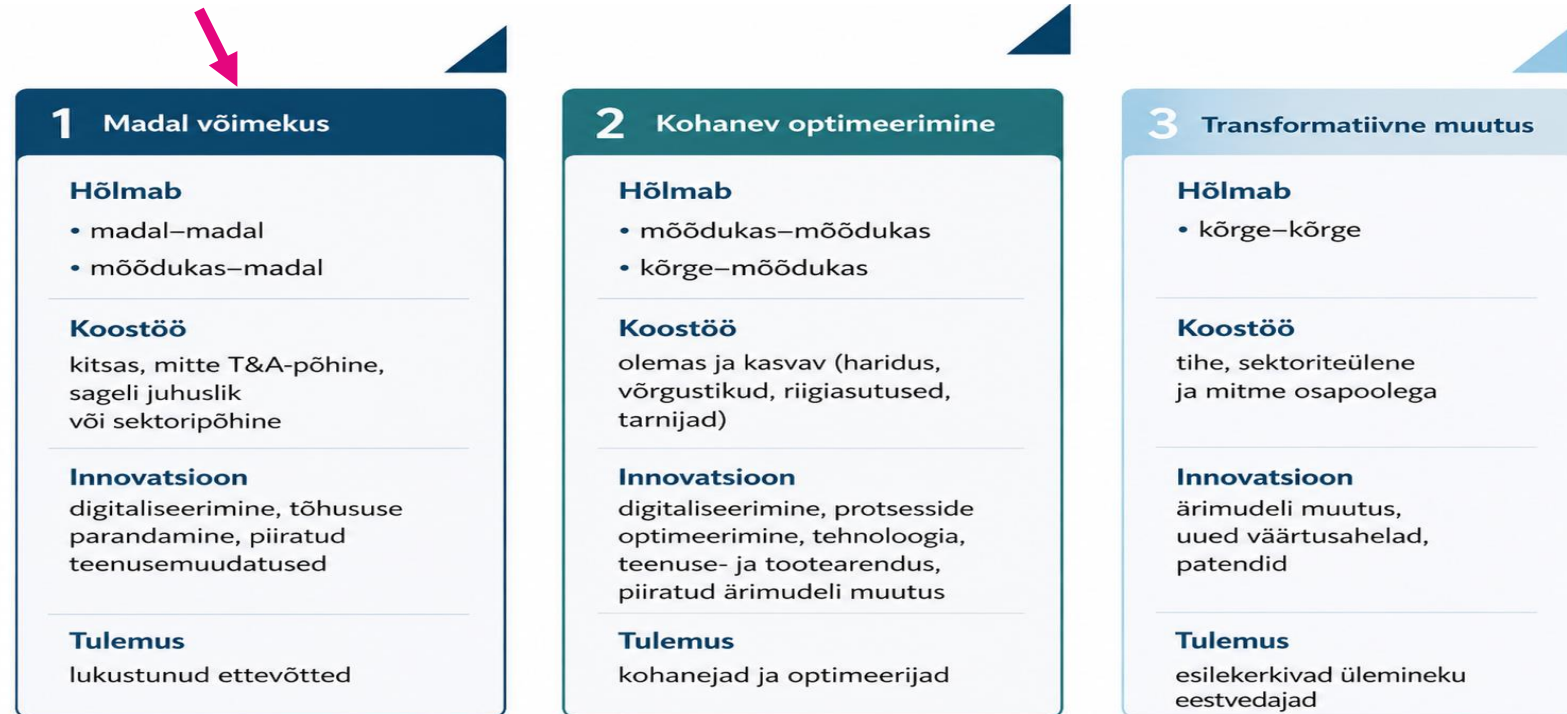 1 Madal võimekus
Hõlmab
• madal–madal
• mõõdukas–madal
Koostöö
kitsas, mitte T&A-põhine,
sageli juhuslik
või sektoripõhine
Innovatsioon
digitaliseerimine, tõhususe
parandamine, piiratud
teenusemuudatused
Tulemus
lukustunud ettevõtted
2 Kohanev optimeerimine
Hõlmab
• mõõdukas–mõõdukas
• kõrge–mõõdukas
Koostöö
olemas ja kasvav (haridus,
võrgustikud, riigiasutused,
tarnijad)
Innovatsioon
digitaliseerimine, protsesside
optimeerimine, tehnoloogia,
teenuse- ja tootearendus,
piiratud ärimudeli muutus
Tulemus
kohanejad ja optimeerijad
3 Transformatiivne muutus
Hõlmab
• kõrge–kõrge
Koostöö
tihe, sektoriteülene
ja mitme osapoolega
Innovatsioon
ärimudeli muutus,
uued väärtusahelad,
patendid
Tulemus
esilekerkivad ülemineku
eestvedajad